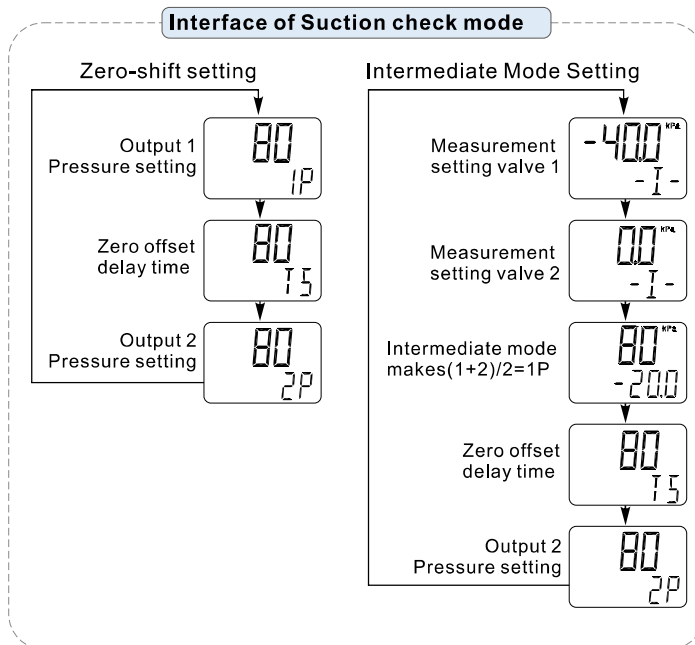 Interface of Suction check mode
Zero-shift setting
Output 1
Pressure setting
80
1P
Zero offset
delay time
80
T5
Output 2
Pressure setting
80
2P
Intermediate Mode Setting
Measurement
setting valve 1
-40.0 kPa
-I-
Measurement
setting valve 2
0.0 kPa
-I-
Intermediate mode
makes(1+2)/2=1P
80 kPa
-20.0
Zero offset
delay time
80
T5
Output 2
Pressure setting
80
2P